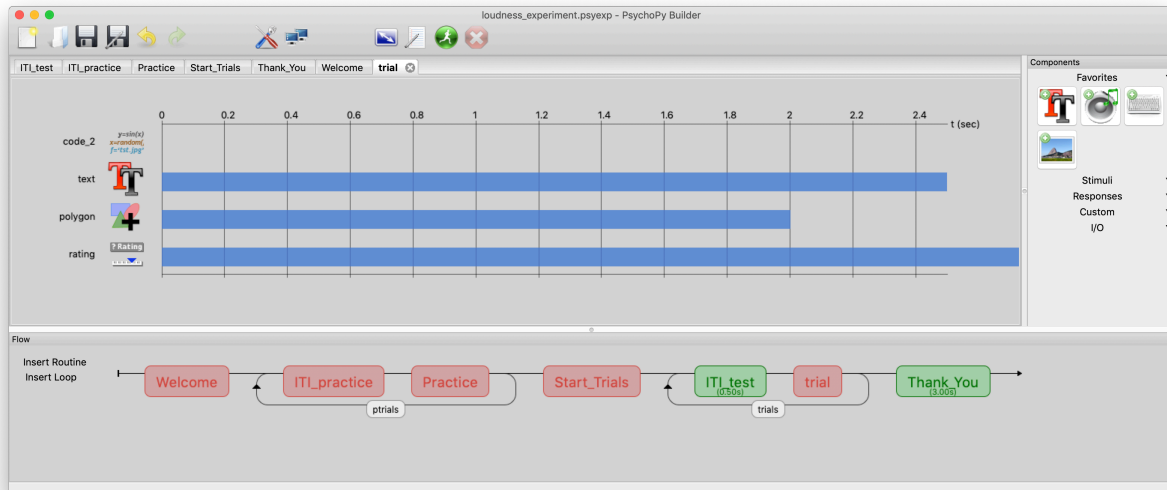 loudness_experiment.psyexp - PsychoPy Builder
ITI_test ITI_practice Practice Start_Trials Thank_You Welcome trial
Components
Favorites
Stimuli
Responses
Custom
I/O
0 0.2 0.4 0.6 0.8 1 1.2 1.4 1.6 1.8 2 2.2 2.4 t (sec)
code_2
y=sin(x)
x=random(,
f="tst.jpg"
text
polygon
rating
? Rating
Flow
Insert Routine
Insert Loop
Welcome ITI_practice Practice Start_Trials ITI_test trial Thank_You
(0.50s) (3.00s)
ptrials trials